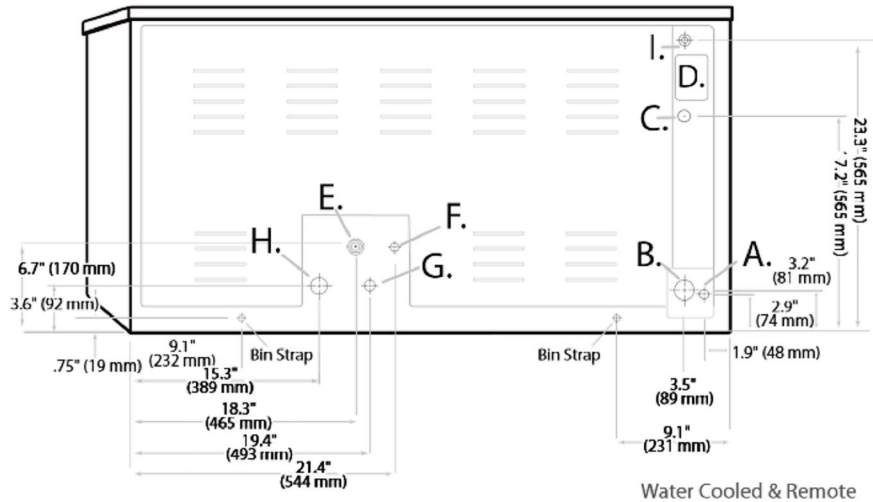 I.
D.
C.
23.3" (565 mm)
7.2" (565 mm)
E.
F.
H.
G.
B.
A.
6.7" (170 mm)
3.6" (92 mm)
.75" (19 mm)
3.2"
(81 mm)
2.9"
(74 mm)
1.9" (48 mm)
Bin Strap
Bin Strap
9.1"
(232 mm)
15.3"
(389 mm)
18.3"
(465 mm)
19.4"
(493 mm)
21.4"
(544 mm)
3.5"
(89 mm)
9.1"
(231 mm)
Water Cooled & Remote